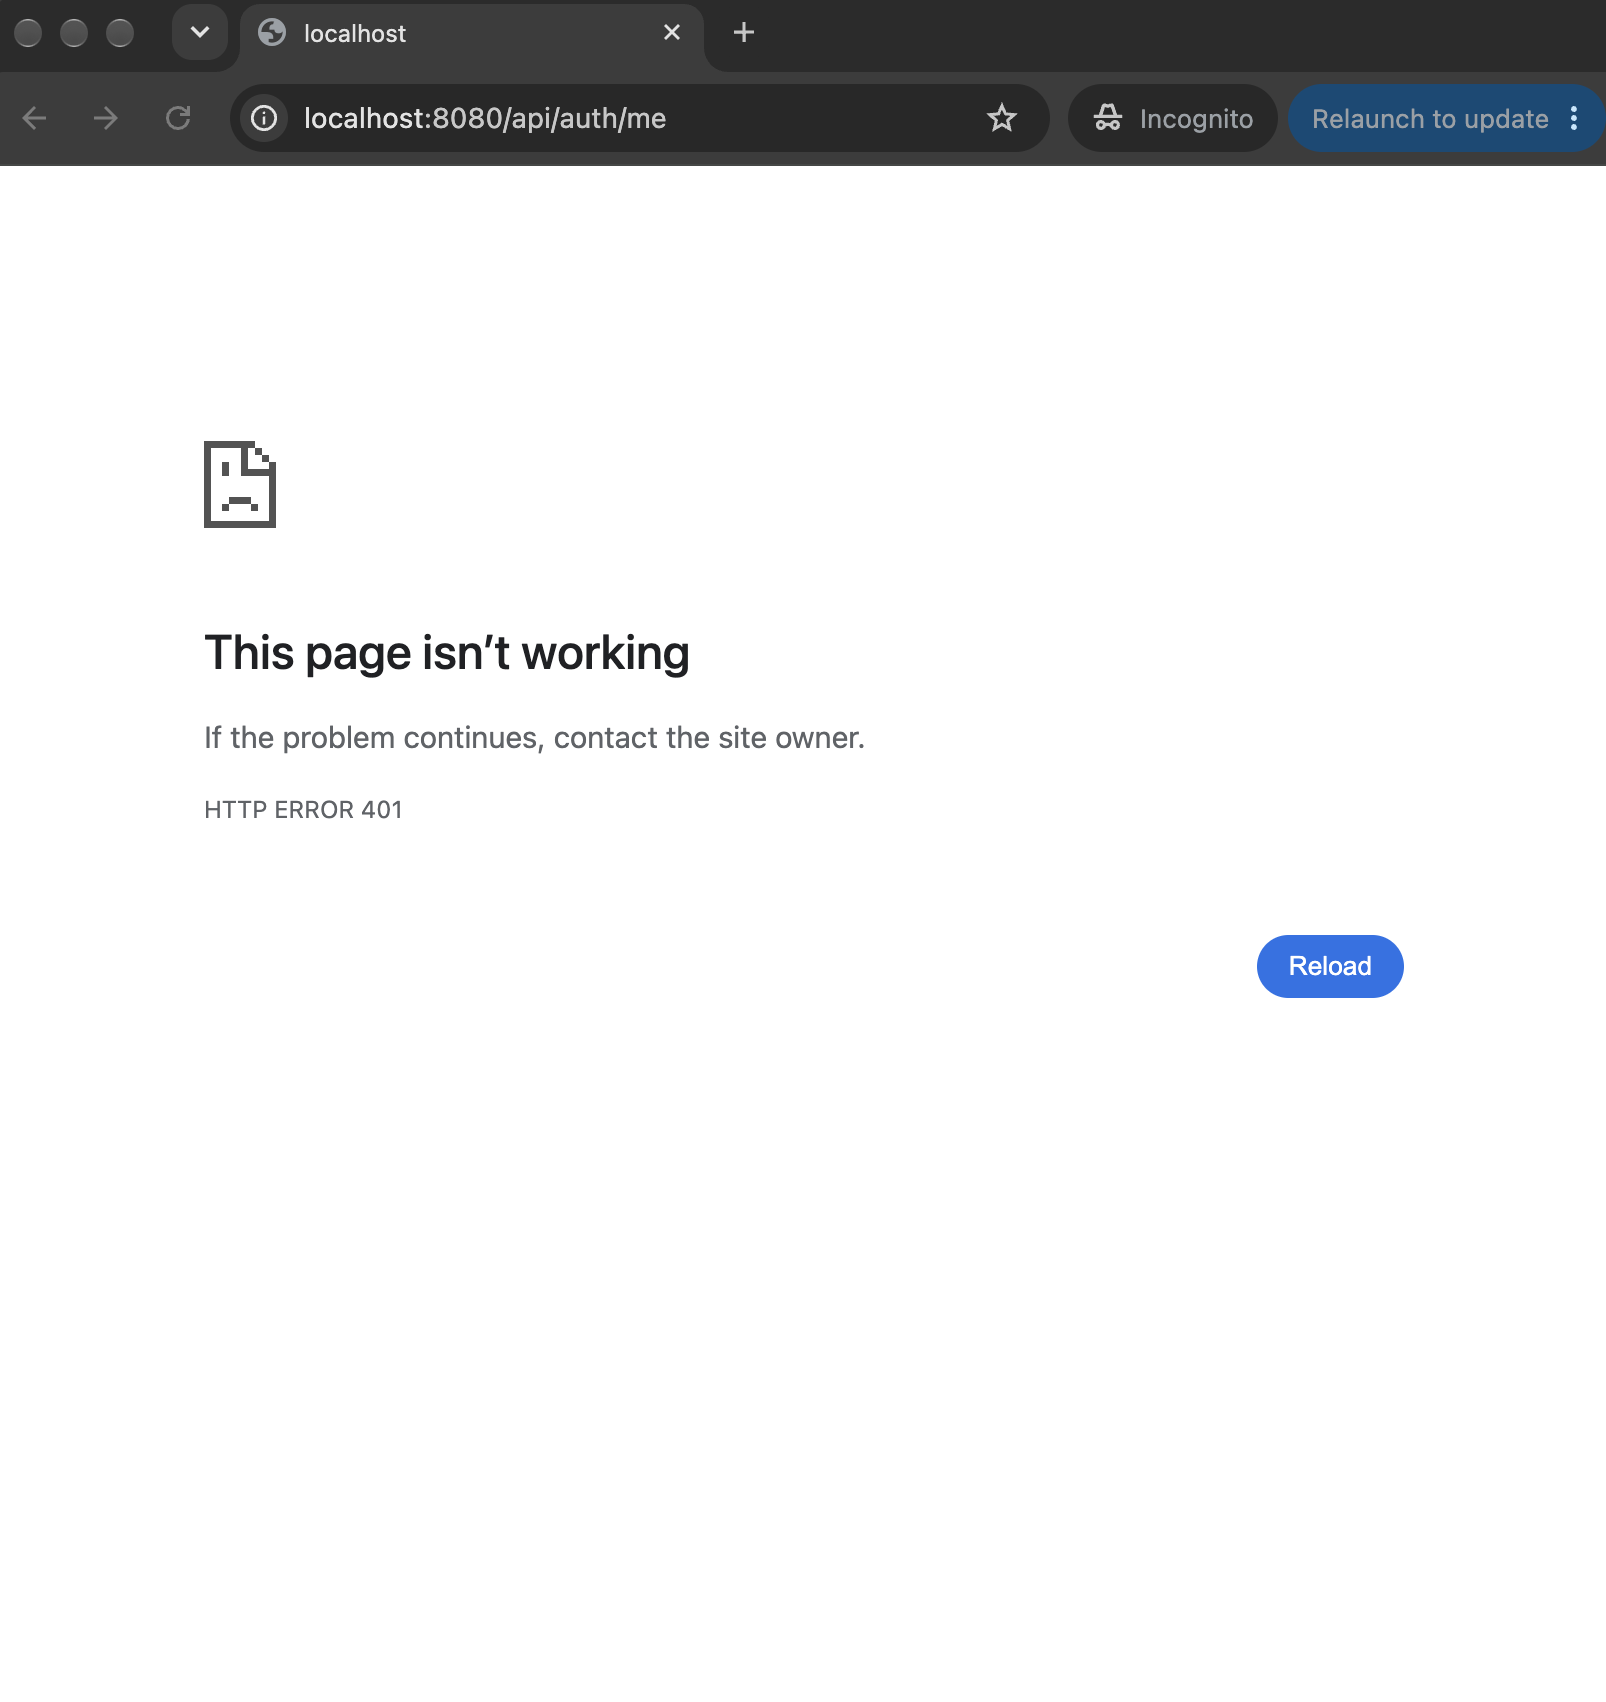 localhost
localhost:8080/api/auth/me
Incognito
Relaunch to update
This page isn’t working
If the problem continues, contact the site owner.
HTTP ERROR 401
Reload